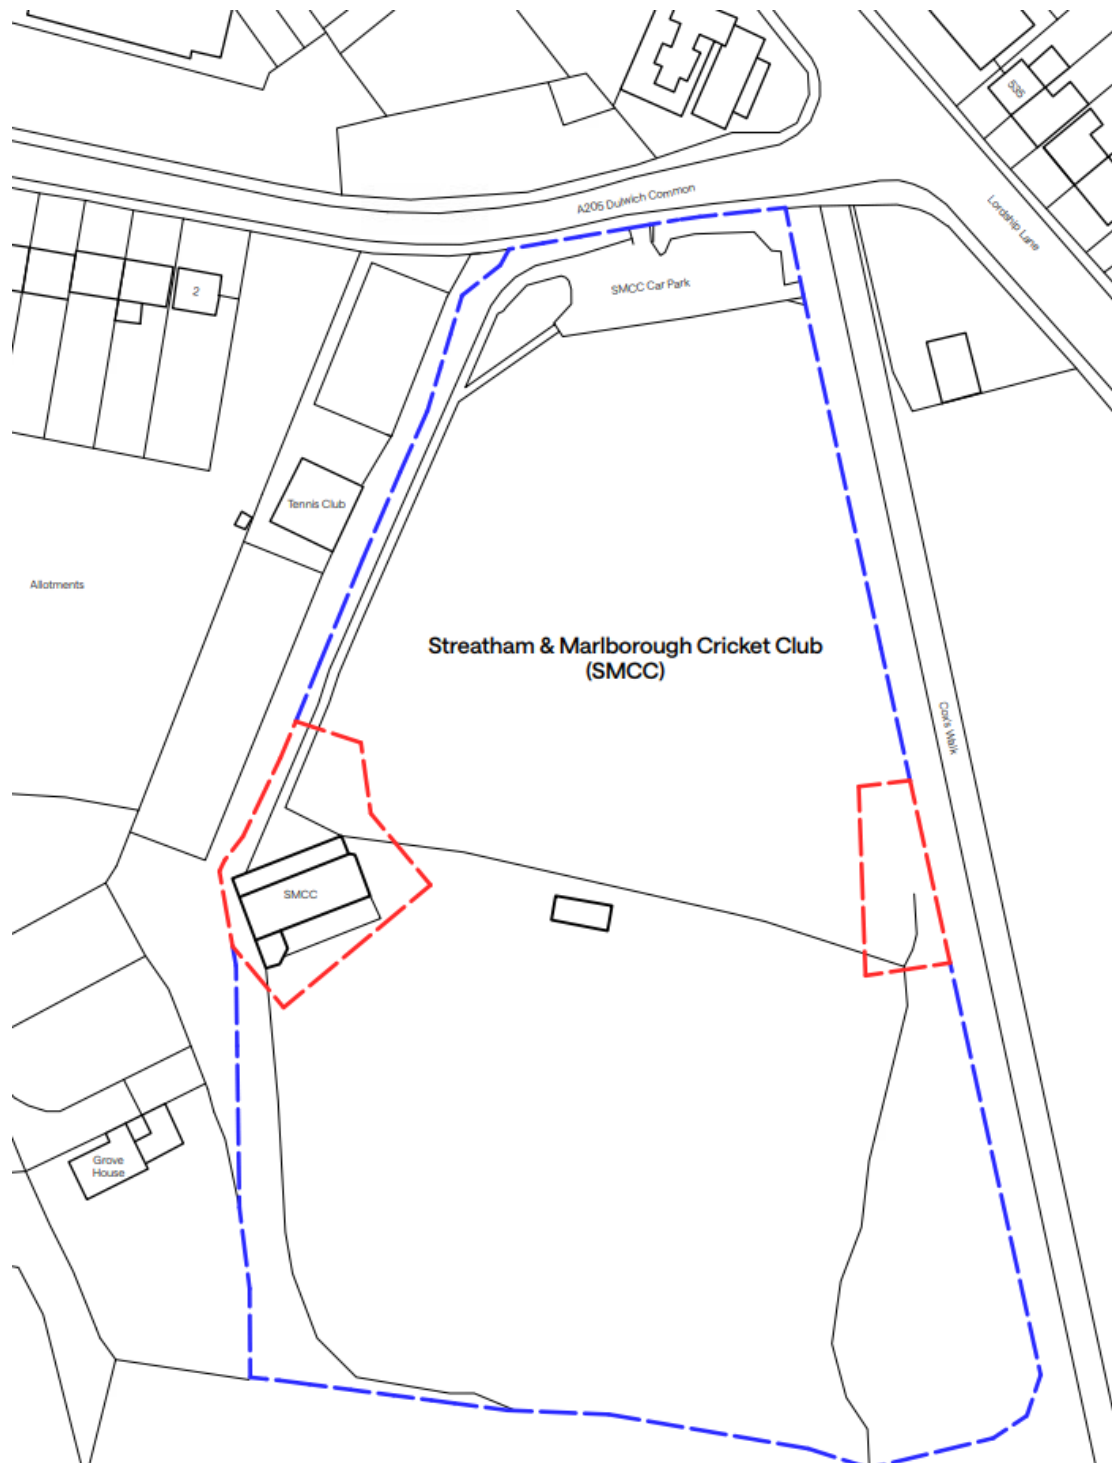 535
A205 Dulwich Common
Lordship Lane
2
SMCC Car Park
Tennis Club
Allotments
Streatham & Marlborough Cricket Club
(SMCC)
Cox's Walk
SMCC
Grove
House